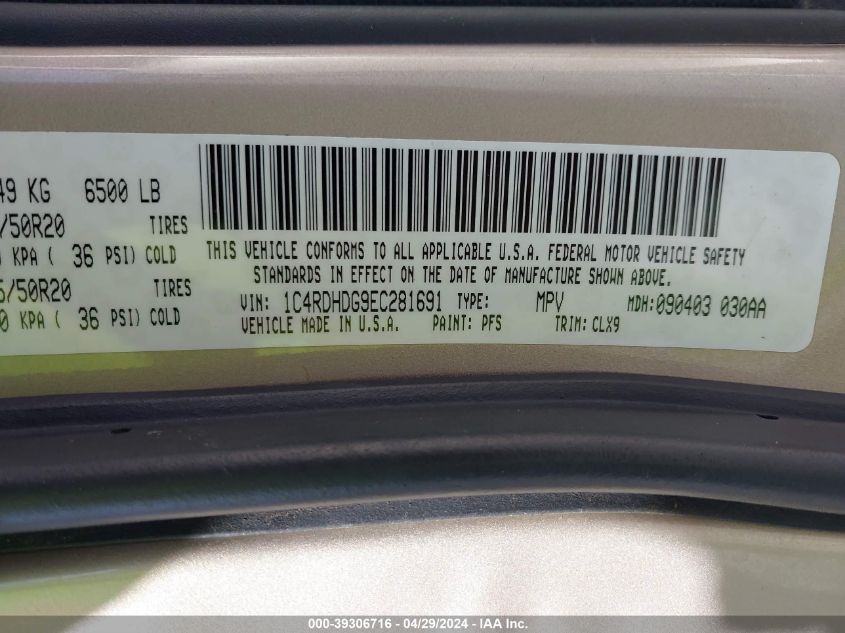 49 KG 6500 LB
/50R20 TIRES
KPA ( 36 PSI) COLD
5/50R20 TIRES
0 KPA ( 36 PSI) COLD
THIS VEHICLE CONFORMS TO ALL APPLICABLE U.S.A. FEDERAL MOTOR VEHICLE SAFETY
STANDARDS IN EFFECT ON THE DATE OF MANUFACTURE SHOWN ABOVE.
VIN: 1C4RDHDG9EC281691 TYPE: MPV MDH:090403 030AA
VEHICLE MADE IN U.S.A. PAINT: PFS TRIM: CLX9
000-39306716 - 04/29/2024 - IAA Inc.